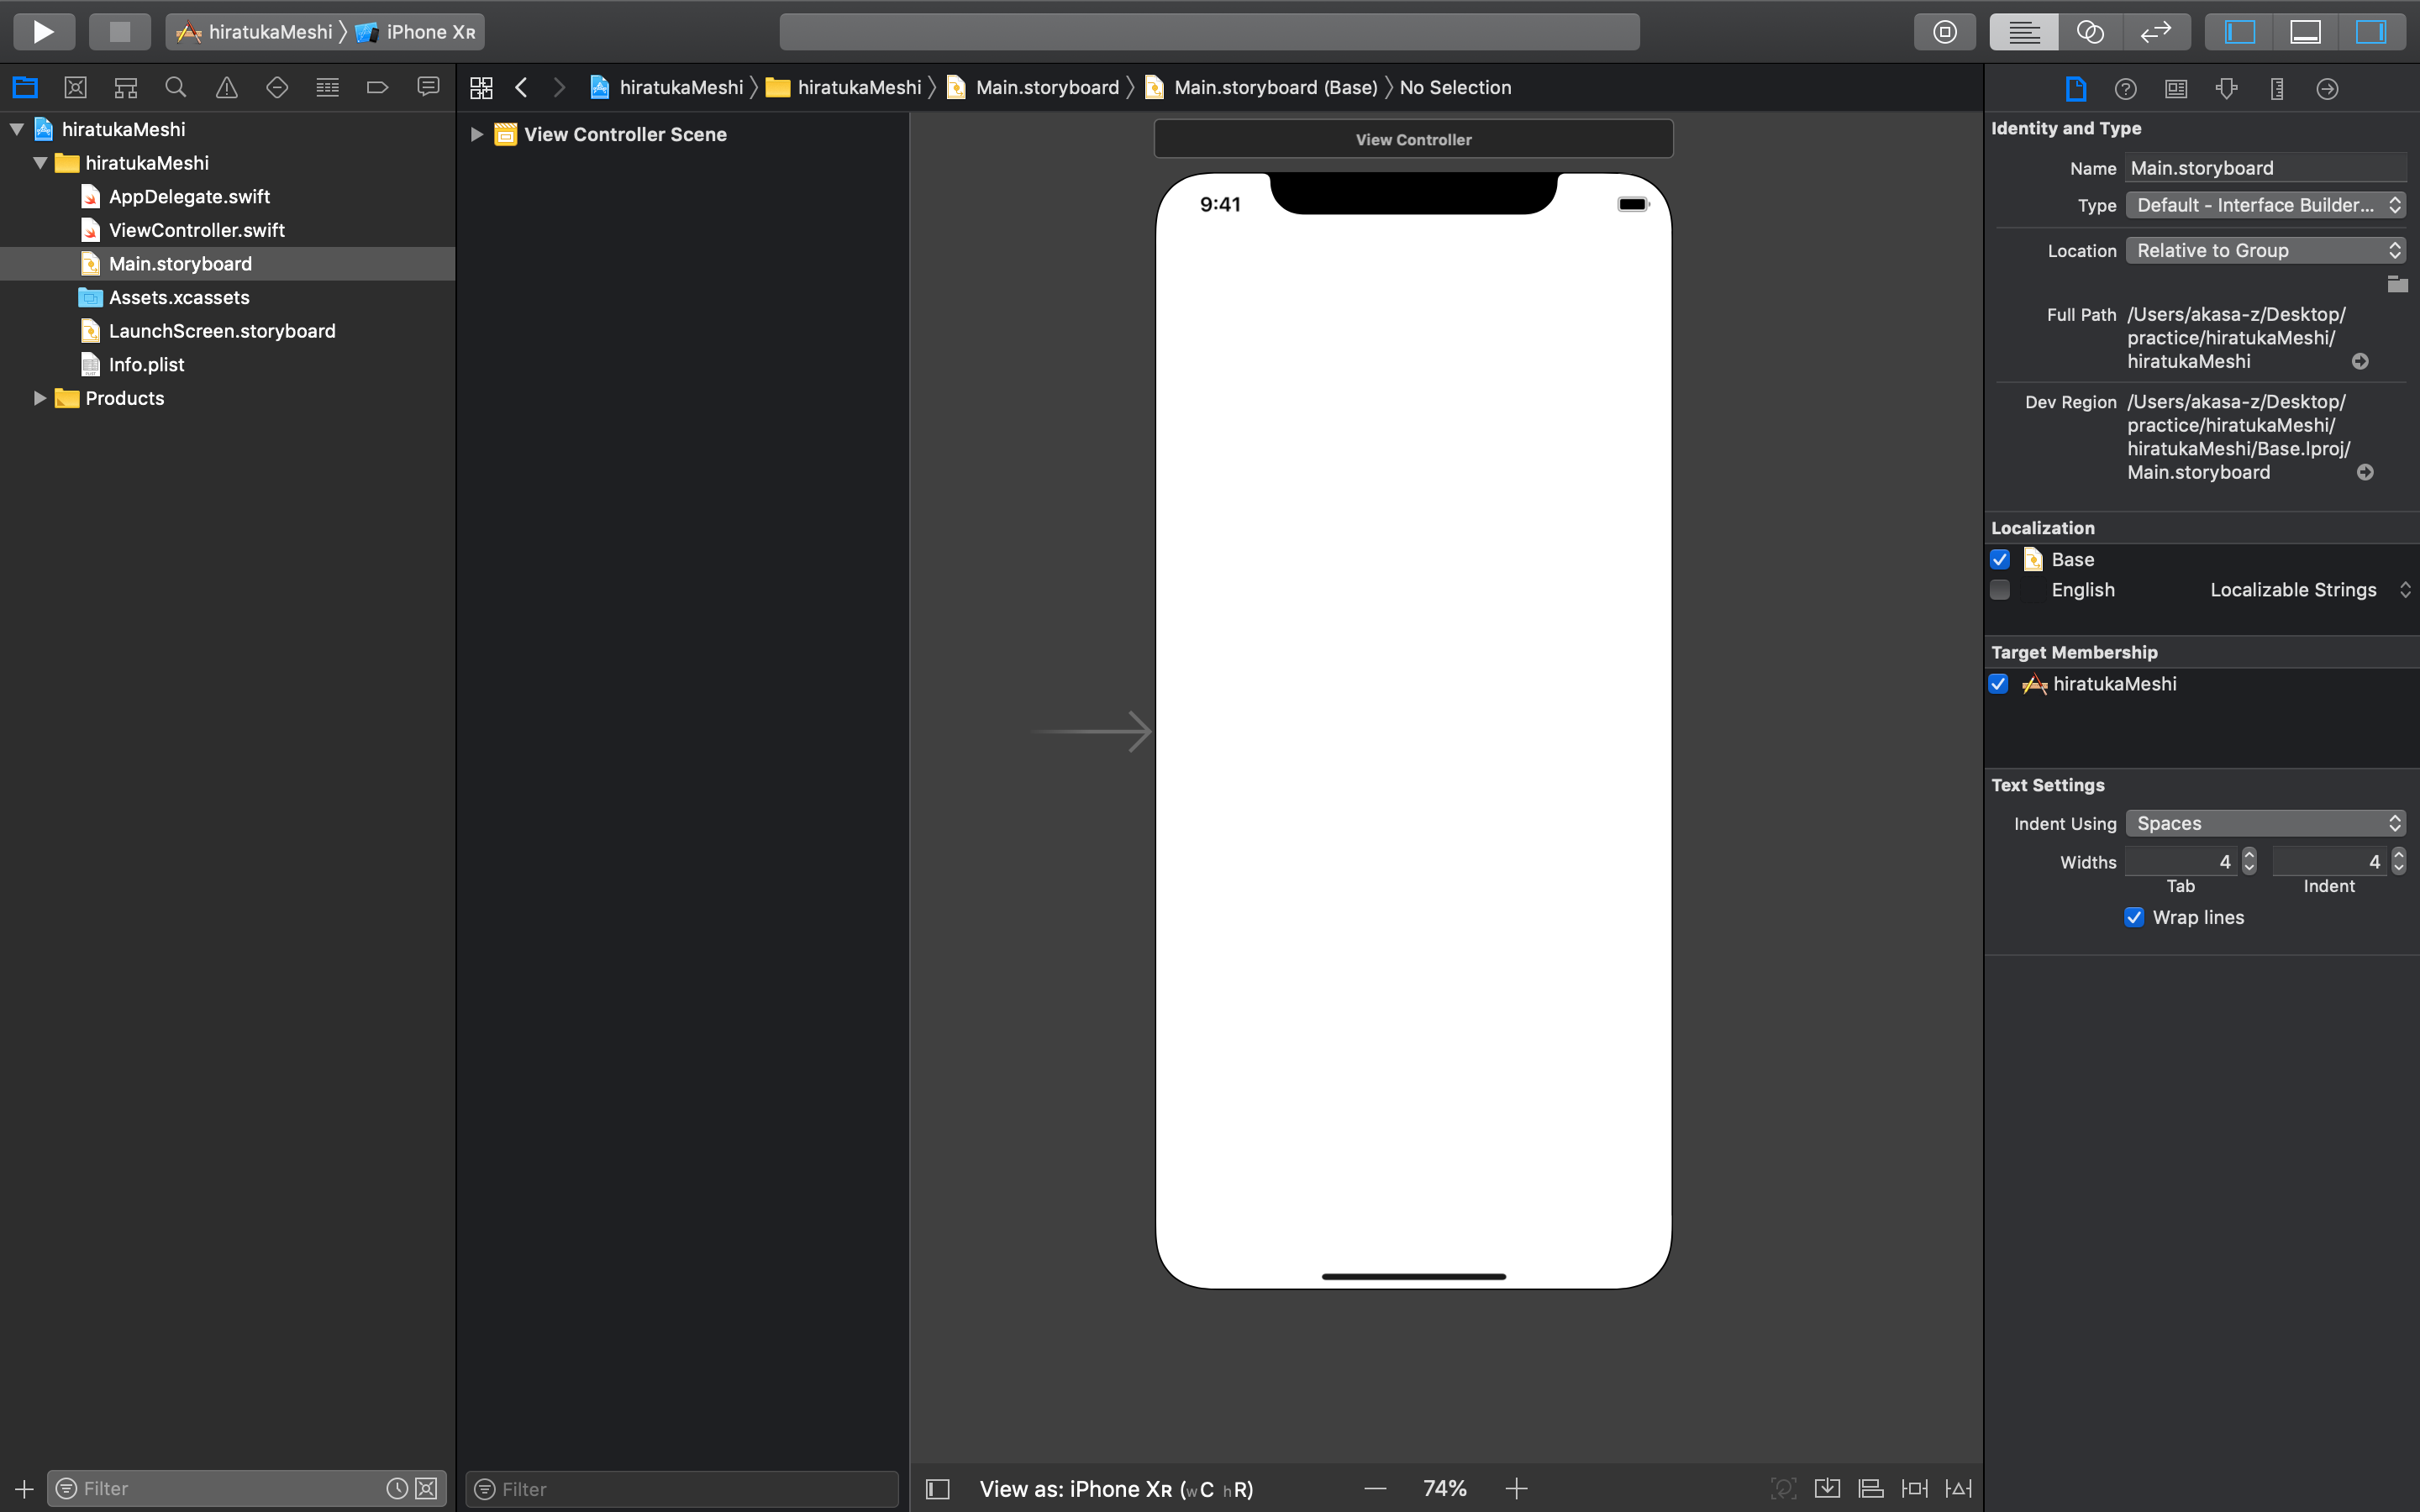 hiratukaMeshi 〉 iPhone XR
hiratukaMeshi 〉 hiratukaMeshi 〉 Main.storyboard 〉 Main.storyboard (Base) 〉 No Selection
hiratukaMeshi
hiratukaMeshi
AppDelegate.swift
ViewController.swift
Main.storyboard
Assets.xcassets
LaunchScreen.storyboard
Info.plist
Products
Filter
View Controller Scene
Filter
View Controller
9:41
View as: iPhone XR (wC hR)
74%
Identity and Type
Name Main.storyboard
Type Default - Interface Builder...
Location Relative to Group
Full Path /Users/akasa-z/Desktop/
practice/hiratukaMeshi/
hiratukaMeshi
Dev Region /Users/akasa-z/Desktop/
practice/hiratukaMeshi/
hiratukaMeshi/Base.lproj/
Main.storyboard
Localization
Base
English Localizable Strings
Target Membership
hiratukaMeshi
Text Settings
Indent Using Spaces
Widths 4 4
Tab Indent
Wrap lines